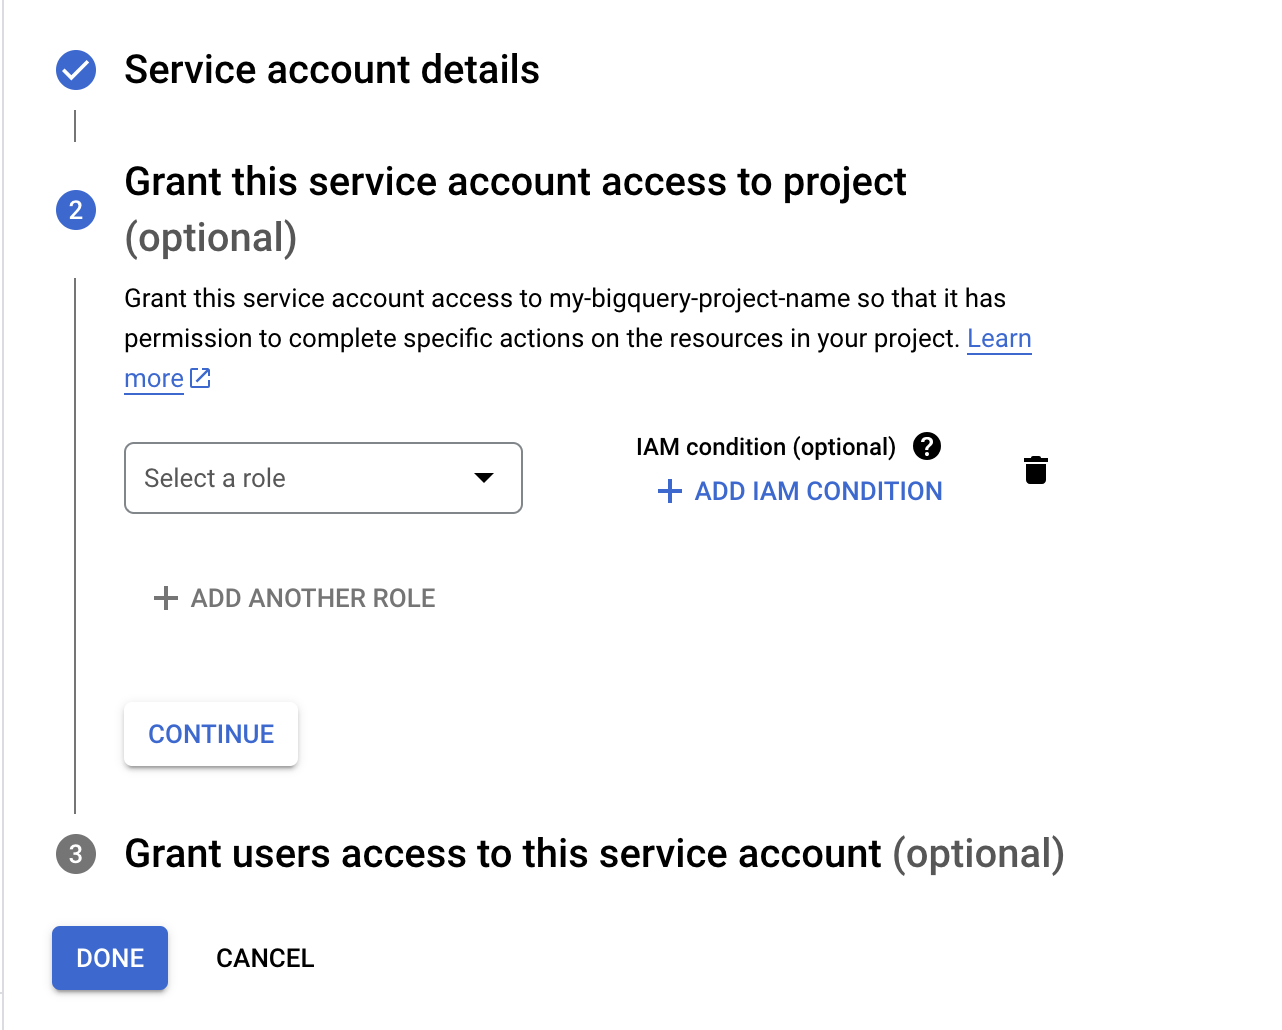 Service account details
2
Grant this service account access to project
(optional)
Grant this service account access to my-bigquery-project-name so that it has
permission to complete specific actions on the resources in your project. Learn
more
Select a role
IAM condition (optional) ?
+ ADD IAM CONDITION
+ ADD ANOTHER ROLE
CONTINUE
3 Grant users access to this service account (optional)
DONE CANCEL